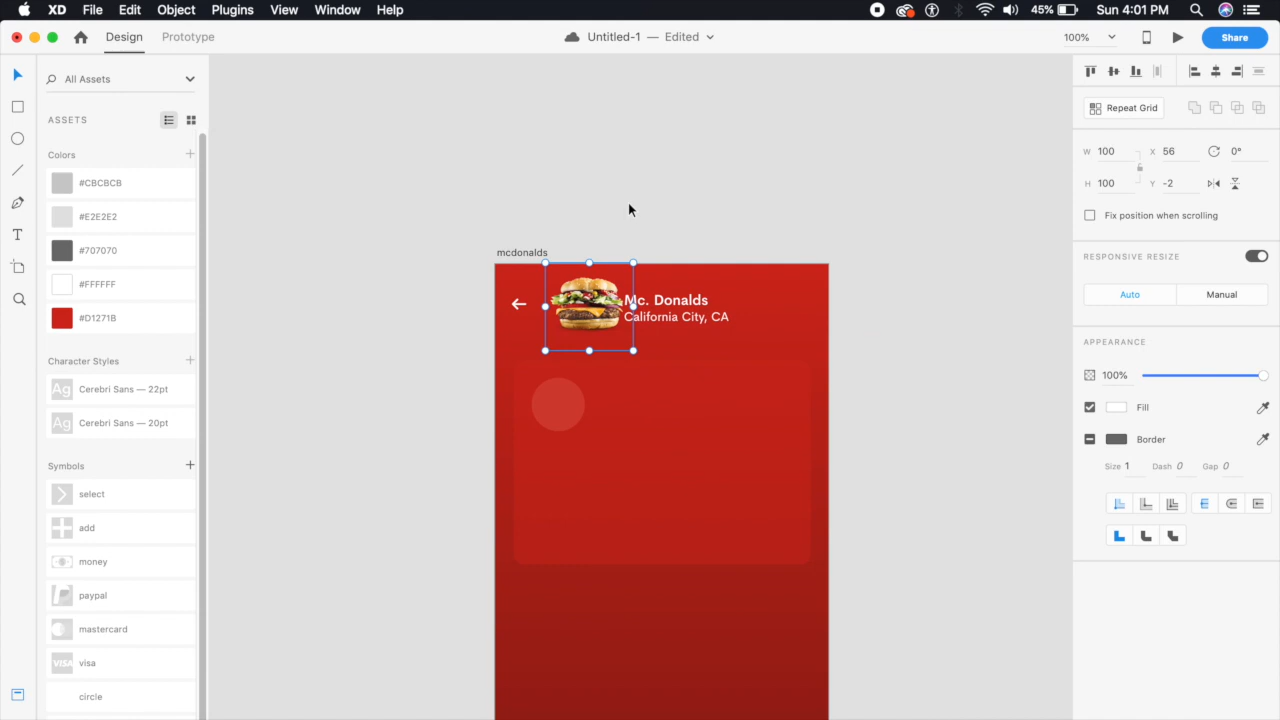 XD File Edit Object Plugins View Window Help 45% Sun 4:01 PM
Design Prototype Untitled-1 — Edited 100% Share
All Assets
ASSETS
Colors
#CBCBCB
#E2E2E2
#707070
#FFFFFF
#D1271B
Character Styles
Ag Cerebri Sans — 22pt
Ag Cerebri Sans — 20pt
Symbols
select
add
money
paypal
mastercard
VISA visa
circle
mcdonalds
Mc. Donalds
California City, CA
Repeat Grid
W 100 X 56 0°
H 100 Y -2
Fix position when scrolling
RESPONSIVE RESIZE
Auto Manual
APPEARANCE
100%
Fill
Border
Size 1 Dash 0 Gap 0